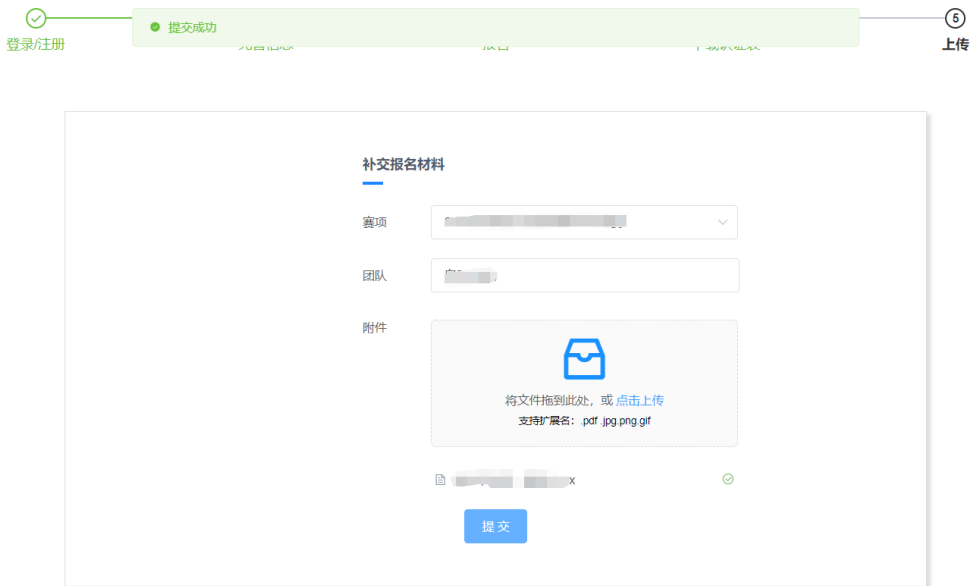 5
提交成功
登录/注册
上传
补交报名材料
赛项
团队
附件
将文件拖到此处，或 点击上传
支持扩展名：.pdf .jpg.png.gif
x
提 交